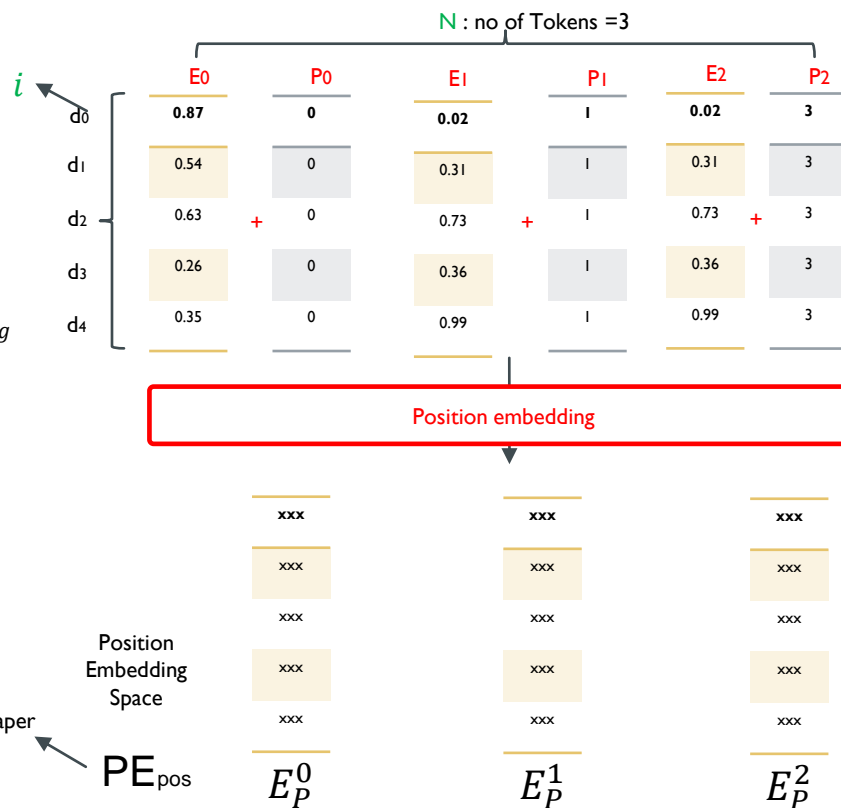 N : no of Tokens =3
i
E0 P0 E1 P1 E2 P2
d0 0.87 0 0.02 1 0.02 3
d1 0.54 0 0.31 1 0.31 3
d2 0.63 + 0 0.73 + 1 0.73 + 3
d3 0.26 0 0.36 1 0.36 3
g
d4 0.35 0 0.99 1 0.99 3
Position embedding
xxx xxx xxx
xxx xxx xxx
xxx xxx xxx
Position
Embedding
Space
xxx xxx xxx
xxx xxx xxx
aper
PEpos
E_P^0 E_P^1 E_P^2